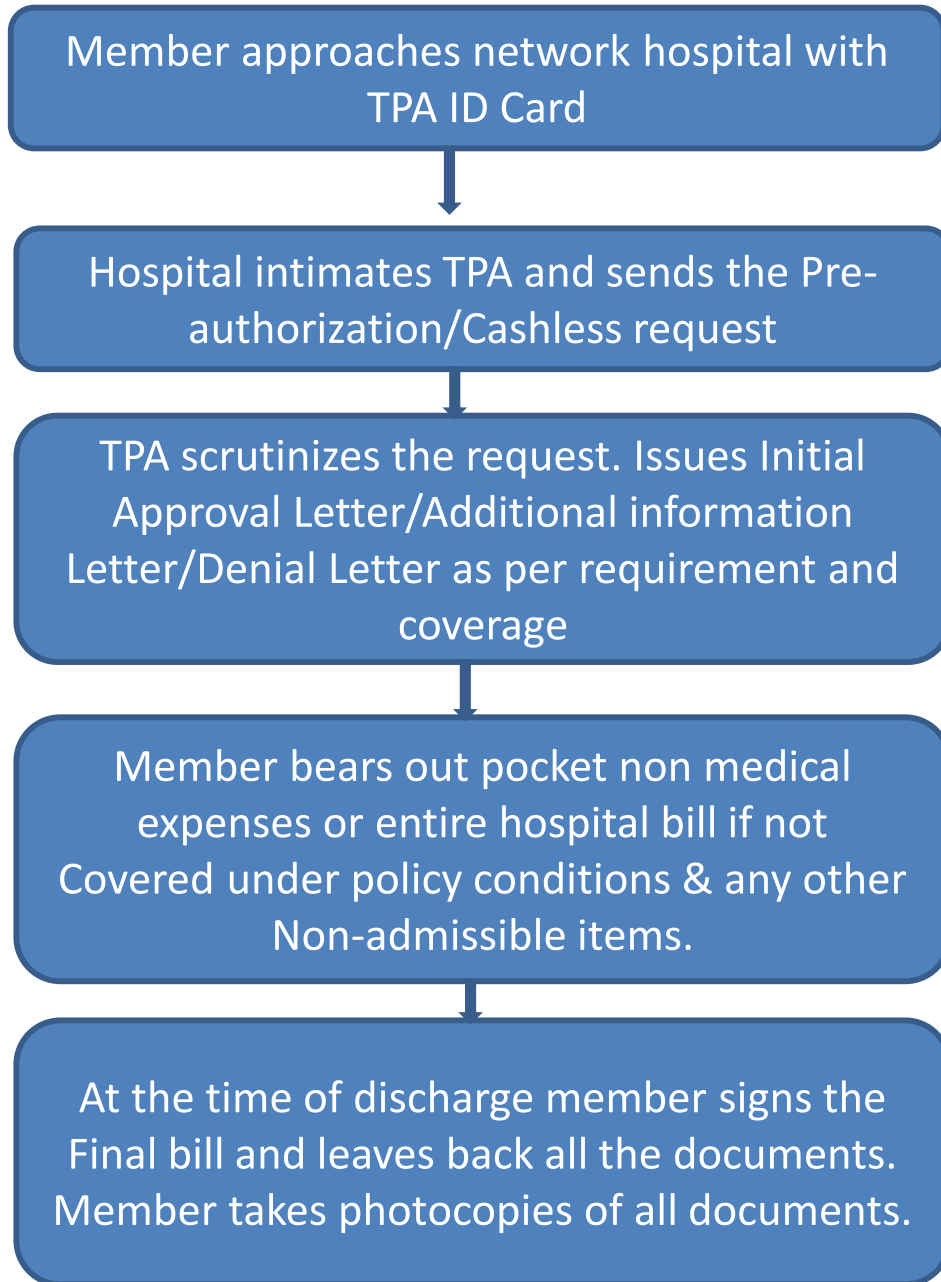 Member approaches network hospital with
TPA ID Card
Hospital intimates TPA and sends the Pre-
authorization/Cashless request
TPA scrutinizes the request. Issues Initial
Approval Letter/Additional information
Letter/Denial Letter as per requirement and
coverage
Member bears out pocket non medical
expenses or entire hospital bill if not
Covered under policy conditions & any other
Non-admissible items.
At the time of discharge member signs the
Final bill and leaves back all the documents.
Member takes photocopies of all documents.